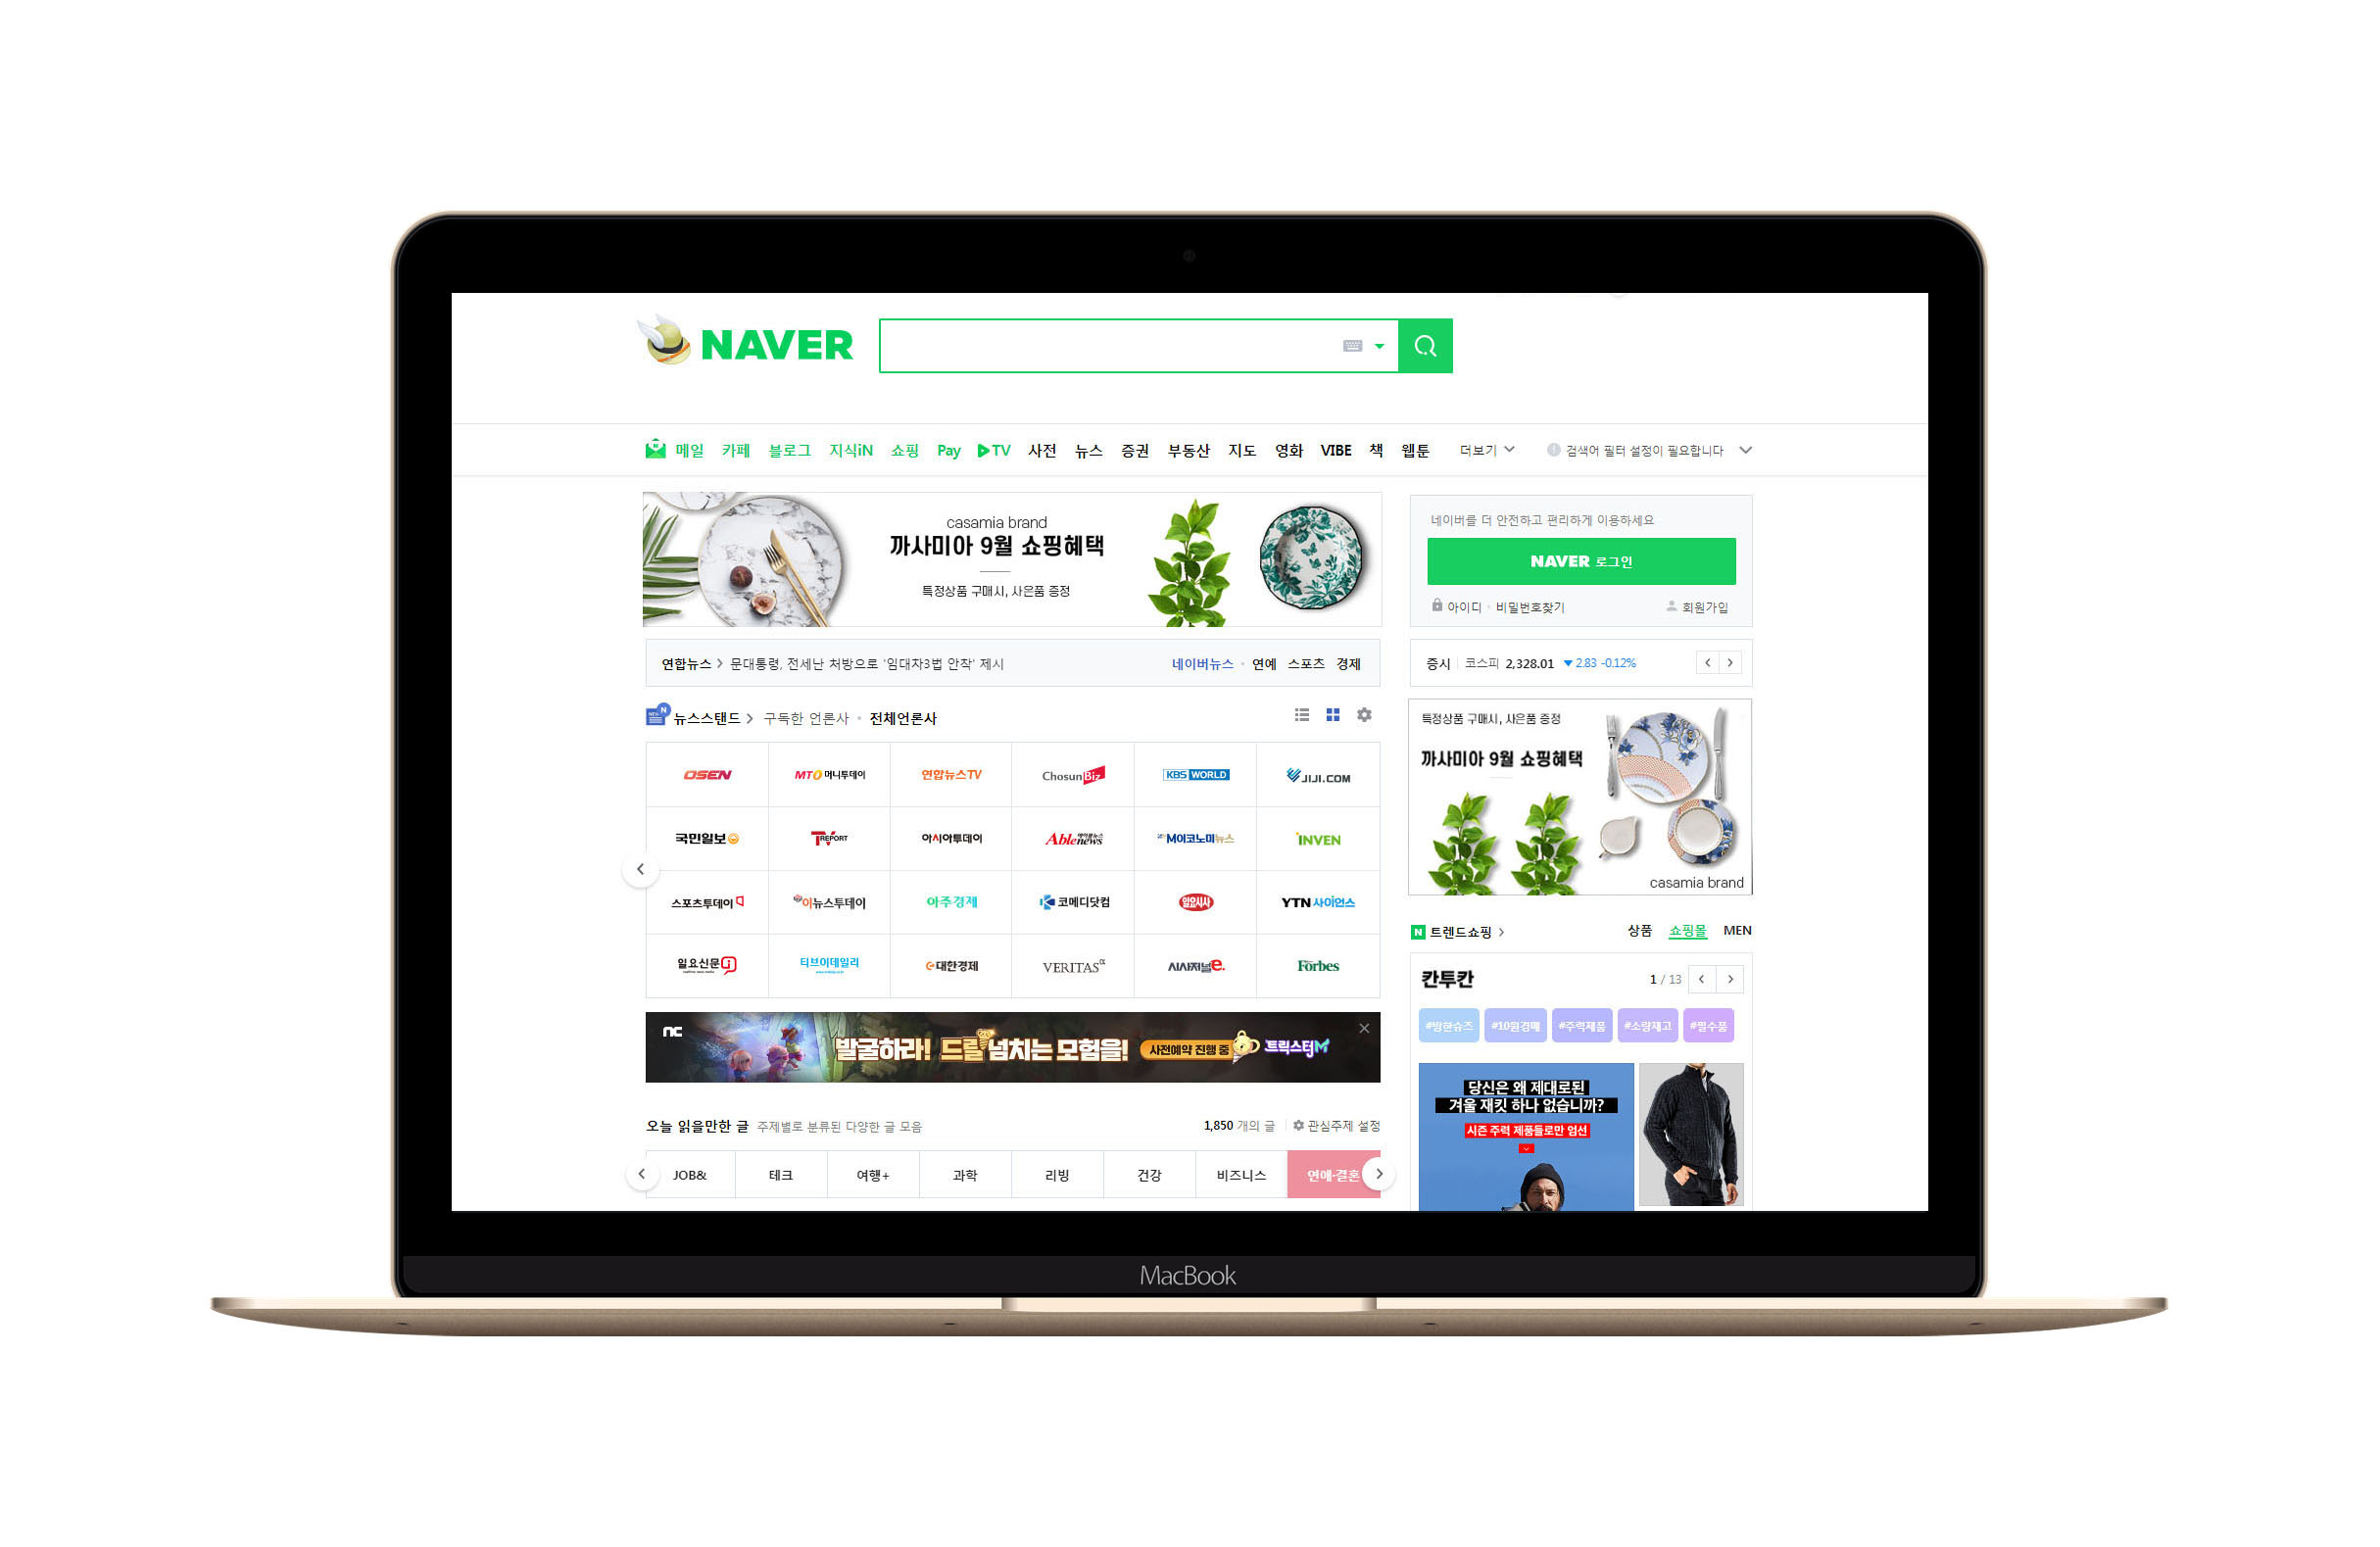 NAVER
메일 카페 블로그 지식iN 쇼핑 Pay TV 사전 뉴스 증권 부동산 지도 영화 VIBE 책 웹툰 더보기 검색어 필터 설정이 필요합니다
casamia brand
까사미아 9월 쇼핑혜택
특정상품 구매시, 사은품 증정
네이버를 더 안전하고 편리하게 이용하세요
NAVER 로그인
아이디 · 비밀번호찾기 회원가입
연합뉴스 > 문대통령, 전세난 처방으로 '임대차3법 안착' 제시 네이버뉴스 · 연예 스포츠 경제
증시 코스피 2,328.01 ▼ 2.83 -0.12% < >
뉴스스탠드 > 구독한 언론사 · 전체언론사
OSEN MTO 머니투데이 연합뉴스TV ChosunBiz KBS WORLD JIJI.COM
국민일보 TV REPORT 아시아투데이 Ablenews 에이블뉴스 M이코노미뉴스 INVEN
스포츠투데이 이뉴스투데이 아주경제 코메디닷컴 일요시사 YTN 사이언스
일요신문 티브이데일리 대한경제 VERITAS α 시사저널e. Forbes
특정상품 구매시, 사은품 증정
까사미아 9월 쇼핑혜택
casamia brand
N 트렌드쇼핑 > 상품 쇼핑몰 MEN
칸투칸 1 / 13 < >
#방한슈즈 #10원경매 #주력제품 #소량재고 #필수품
당신은 왜 제대로된
겨울 재킷 하나 없습니까?
시즌 주력 제품들로만 엄선
nc 발굴하라! 드릴 넘치는 모험을! 사전예약 진행 중 트릭스터M
오늘 읽을만한 글 주제별로 분류된 다양한 글 모음 1,850 개의 글 관심주제 설정
JOB& 테크 여행+ 과학 리빙 건강 비즈니스 연애·결혼
MacBook